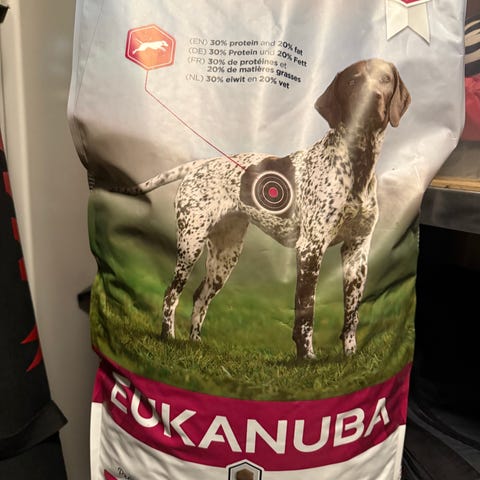 (EN) 30% protein and 20% fat
(DE) 30% Protein und 20% Fett
(FR) 30% de protéines et
20% de matières grasses
(NL) 30% eiwit en 20% vet
EUKANUBA